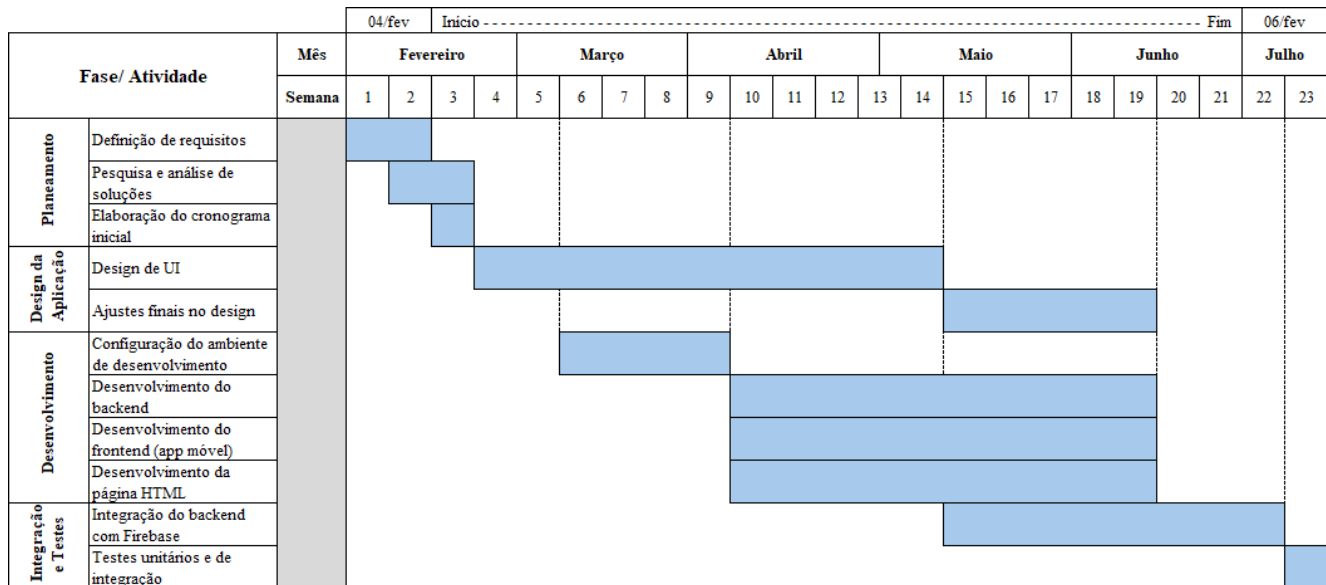 04/fev Início - - - - - - - - - - - - - - - - - - - - - - - - - - - - - - - - - - - - - - - - - - - - - - - - - - - - - - - - - - - - - - - - - - - - - - - - - - - - - - - - Fim 06/fev
Fase/ Atividade
Mês Fevereiro Março Abril Maio Junho Julho
Semana 1 2 3 4 5 6 7 8 9 10 11 12 13 14 15 16 17 18 19 20 21 22 23
Planeamento
Definição de requisitos
Pesquisa e análise de
soluções
Elaboração do cronograma
inicial
Design da
Aplicação
Design de UI
Ajustes finais no design
Desenvolvimento
Configuração do ambiente
de desenvolvimento
Desenvolvimento do
backend
Desenvolvimento do
frontend (app móvel)
Desenvolvimento da
página HTML
Integração
e Testes
Integração do backend
com Firebase
Testes unitários e de
integração